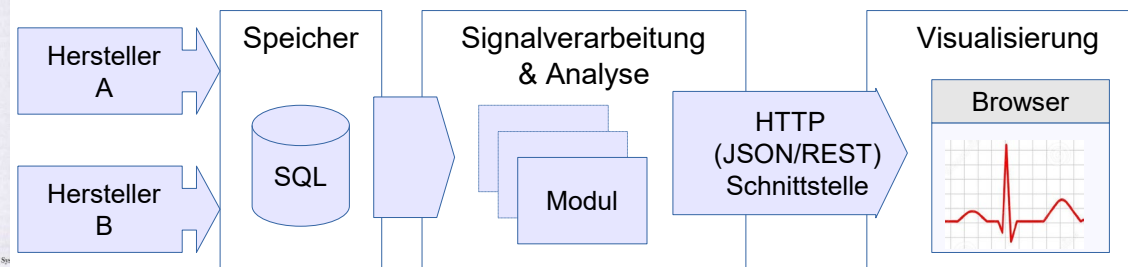 Hersteller
A
Hersteller
B
Speicher
SQL
Signalverarbeitung
& Analyse
Modul
HTTP
(JSON/REST)
Schnittstelle
Visualisierung
Browser